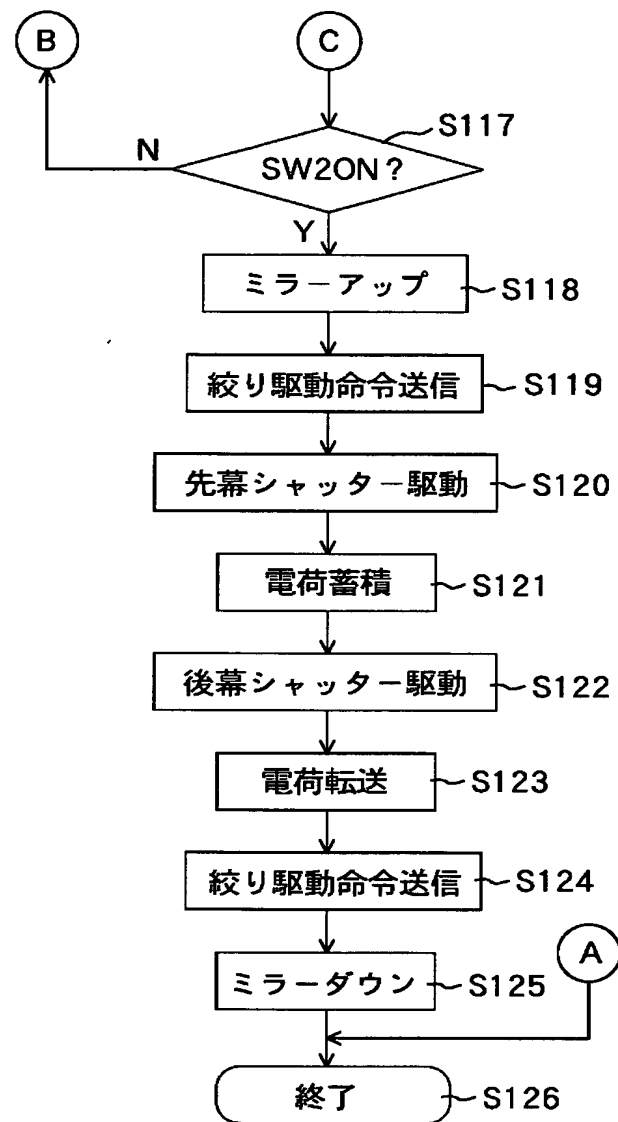 B
C
S117
N
SW2ON?
Y
ミラーアップ
S118
絞り駆動命令送信
S119
先幕シャッター駆動
S120
電荷蓄積
S121
後幕シャッター駆動
S122
電荷転送
S123
絞り駆動命令送信
S124
A
ミラーダウン
S125
終了
S126